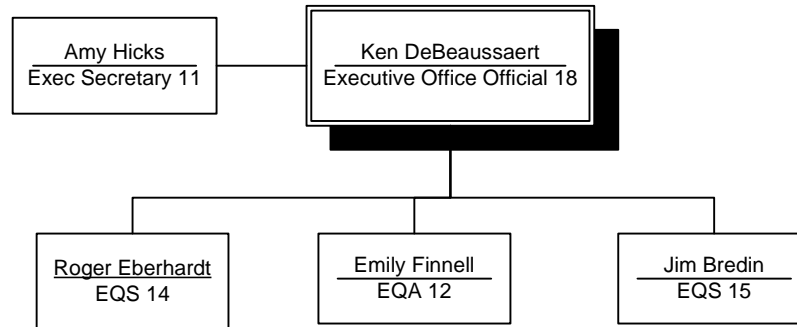 Amy Hicks
Exec Secretary 11
Ken DeBeaussaert
Executive Office Official 18
Roger Eberhardt
EQS 14
Emily Finnell
EQA 12
Jim Bredin
EQS 15